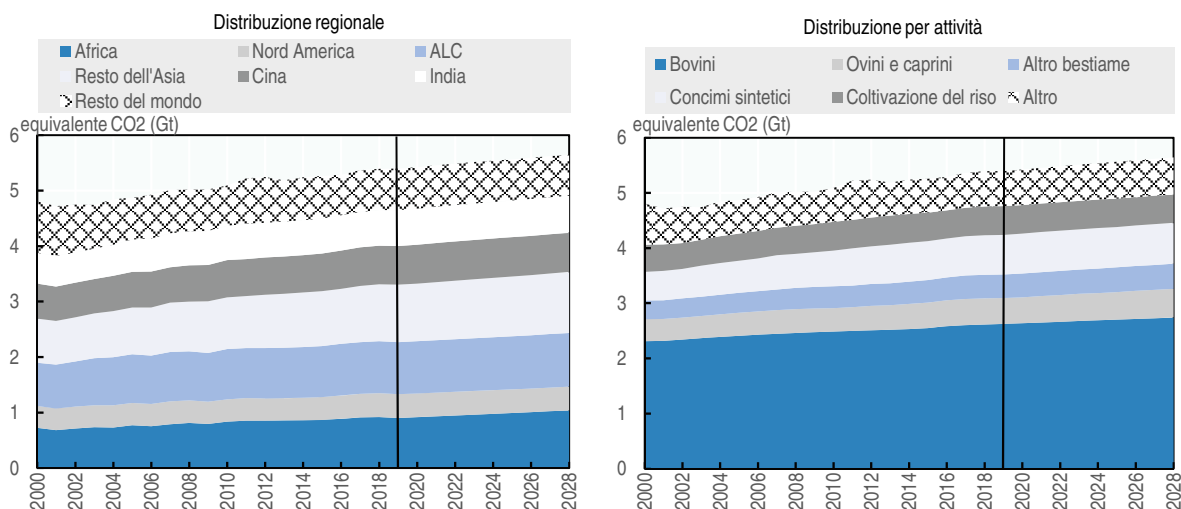 Distribuzione regionale
Africa Nord America ALC
Resto dell'Asia Cina India
Resto del mondo
equivalente CO2 (Gt)
6
5
4
3
2
1
0
2000 2002 2004 2006 2008 2010 2012 2014 2016 2018 2020 2022 2024 2026 2028
Distribuzione per attività
Bovini Ovini e caprini Altro bestiame
Concimi sintetici Coltivazione del riso Altro
equivalente CO2 (Gt)
6
5
4
3
2
1
0
2000 2002 2004 2006 2008 2010 2012 2014 2016 2018 2020 2022 2024 2026 2028